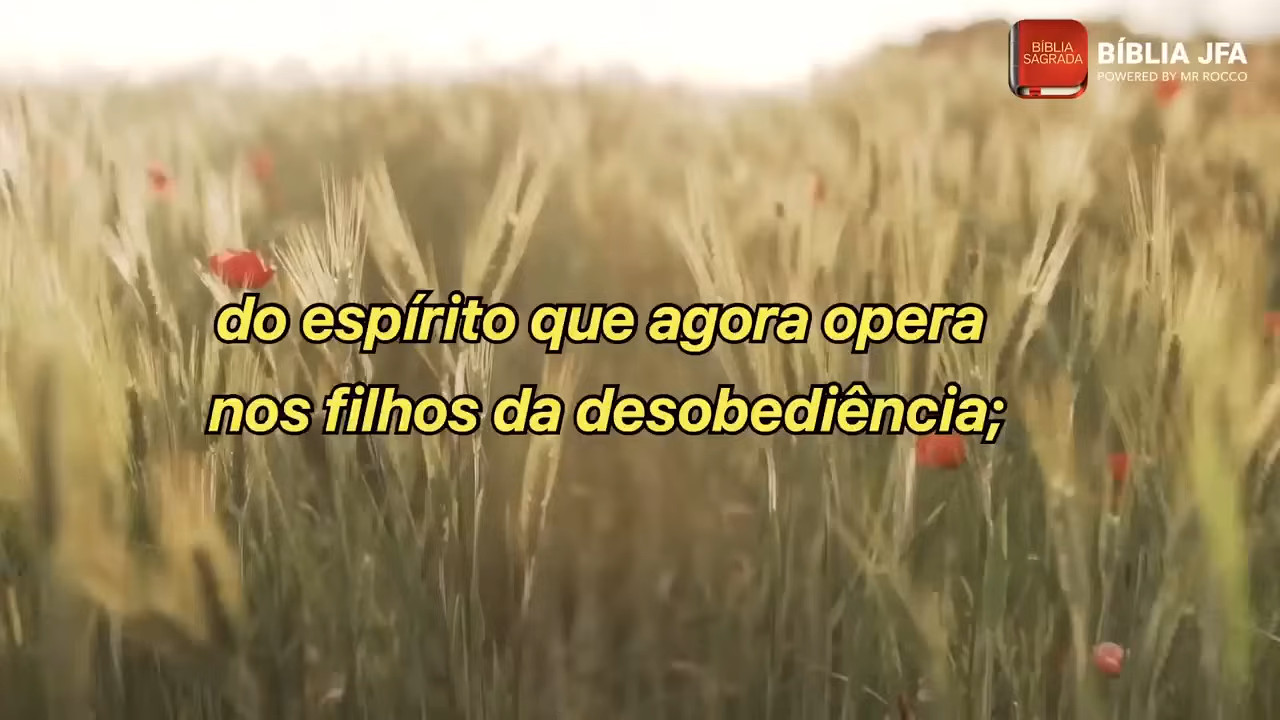 BÍBLIA
SAGRADA
BÍBLIA JFA
POWERED BY MR ROCCO
do espírito que agora opera
nos filhos da desobediência;